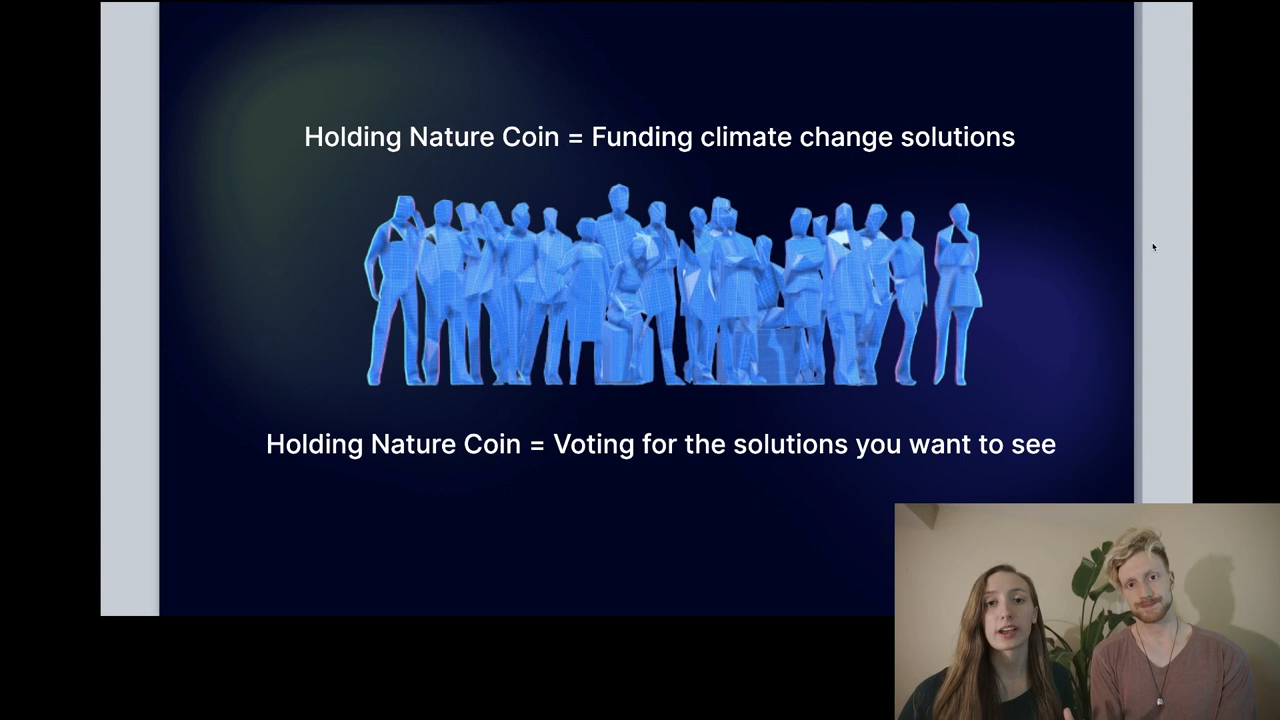 Holding Nature Coin = Funding climate change solutions
Holding Nature Coin = Voting for the solutions you want to see